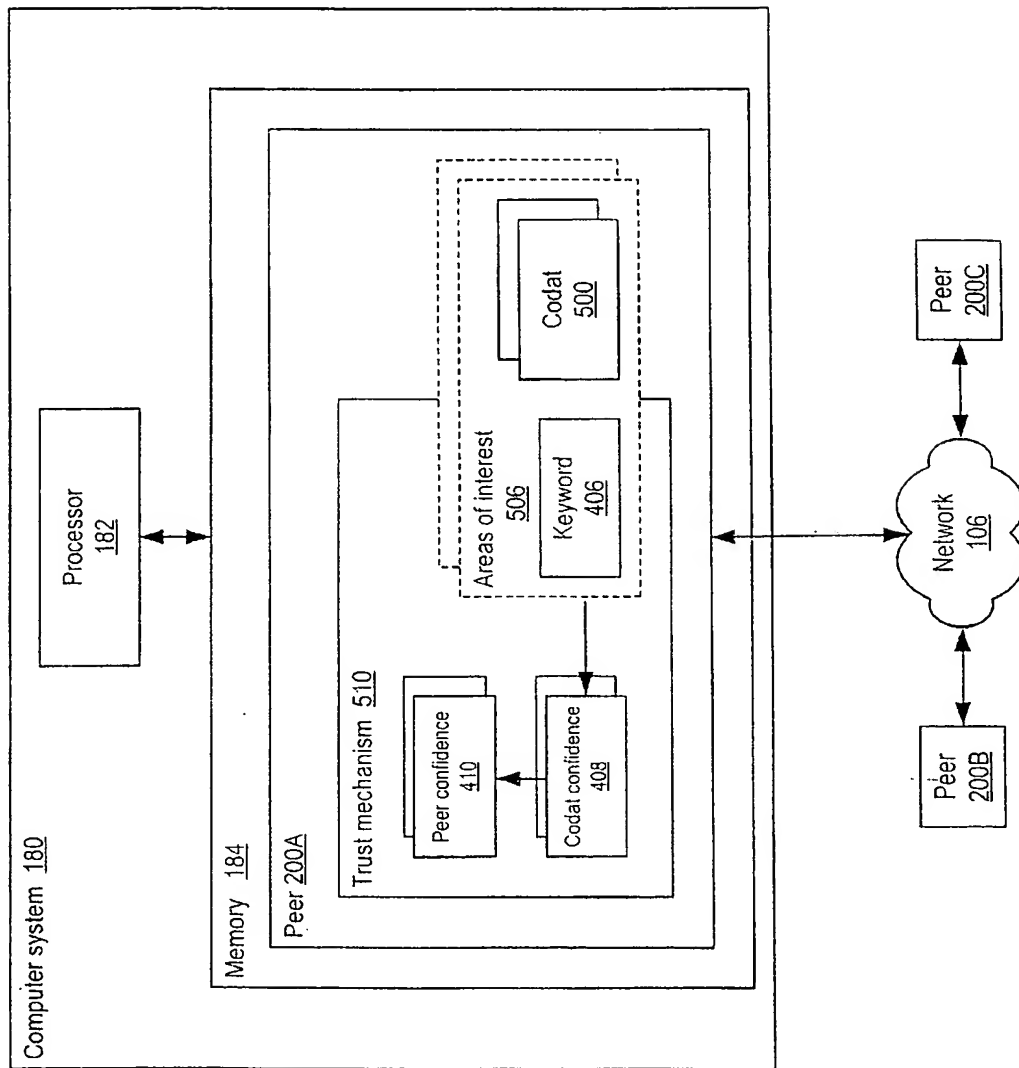 Computer system 180
Processor
182
Memory 184
Peer 200A
Trust mechanism 510
Peer confidence
410
Codat confidence
408
Areas of interest
506
Keyword
406
Codat
500
Peer
200B
Network
106
Peer
200C